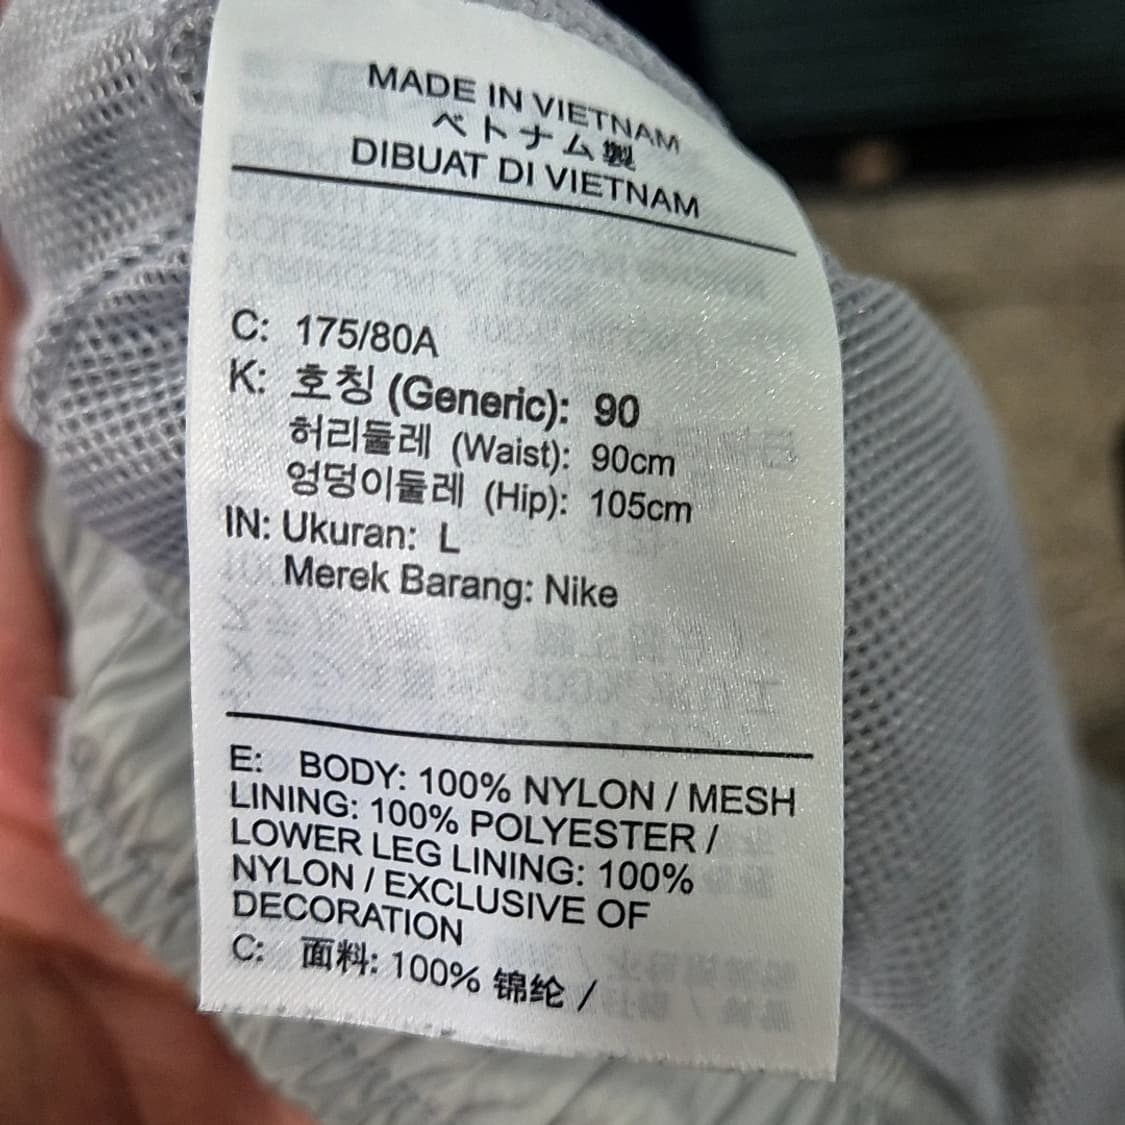 MADE IN VIETNAM
ベトナム製
DIBUAT DI VIETNAM
C: 175/80A
K: 호칭 (Generic): 90
허리둘레 (Waist): 90cm
엉덩이둘레 (Hip): 105cm
IN: Ukuran: L
Merek Barang: Nike
E: BODY: 100% NYLON / MESH
LINING: 100% POLYESTER /
LOWER LEG LINING: 100%
NYLON / EXCLUSIVE OF
DECORATION
C: 面料: 100% 锦纶 /